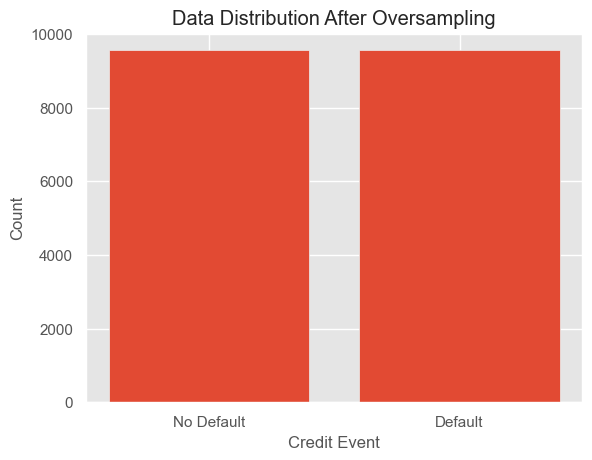 Data Distribution After Oversampling
10000
8000
6000
4000
2000
0
Count
No Default Default
Credit Event